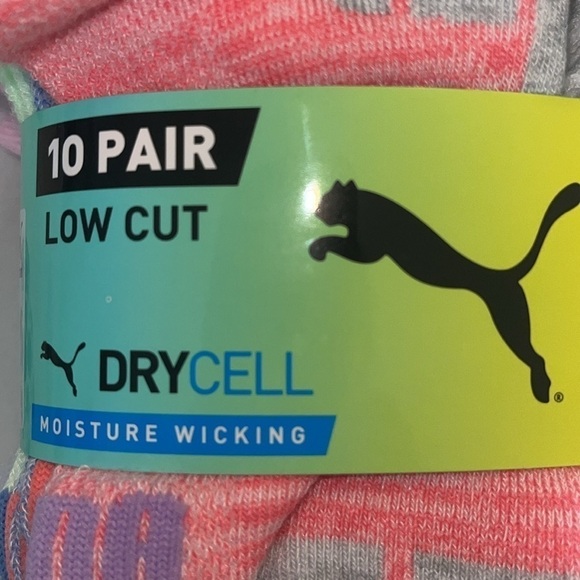 10 PAIR
LOW CUT
DRYCELL
MOISTURE WICKING
®